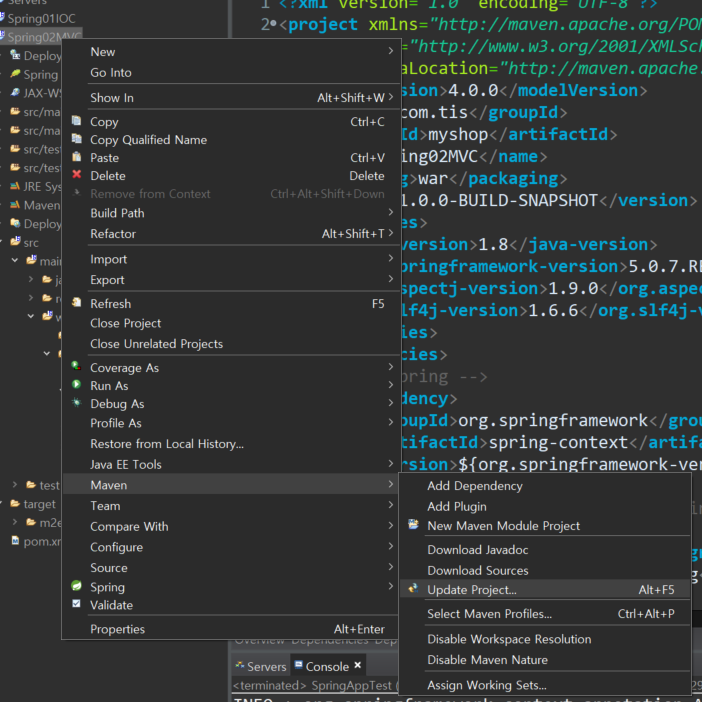 Servers
Spring01IOC
Spring02MVC
Deploy
Spring
JAX-WS
src/ma
src/ma
src/test
src/test
JRE Sys
Maven
Deploy
src
main
test
target
m2e
pom.xm
<?xml version="1.0" encoding="UTF-8"?>
1
2 <project xmlns="http://maven.apache.org/POM
="http://www.w3.org/2001/XMLSch
aLocation="http://maven.apache.
sion>4.0.0</modelVersion>
com.tis</groupId>
Id>myshop</artifactId>
ing02MVC</name>
g>war</packaging>
1.0.0-BUILD-SNAPSHOT</version>
es>
version>1.8</java-version>
pringframework-version>5.0.7.RE
spectj-version>1.9.0</org.aspec
lf4j-version>1.6.6</org.slf4j-v
ies>
cies>
pring -->
dency>
oupId>org.springframework</grou
tifactId>spring-context</artifa
rsion>${org.springframework-ver
New
Go Into
Show In Alt+Shift+W
Copy Ctrl+C
Copy Qualified Name
Paste Ctrl+V
Delete Delete
Remove from Context Ctrl+Alt+Shift+Down
Build Path
Refactor Alt+Shift+T
Import
Export
Refresh F5
Close Project
Close Unrelated Projects
Coverage As
Run As
Debug As
Profile As
Restore from Local History...
Java EE Tools
Maven
Team
Compare With
Configure
Source
Spring
Validate
Properties Alt+Enter
Add Dependency
Add Plugin
New Maven Module Project
Download Javadoc
Download Sources
Update Project... Alt+F5
Select Maven Profiles... Ctrl+Alt+P
Disable Workspace Resolution
Disable Maven Nature
Assign Working Sets...
Overview Dependencies Dep
Servers Console
<terminated> SpringAppTest (